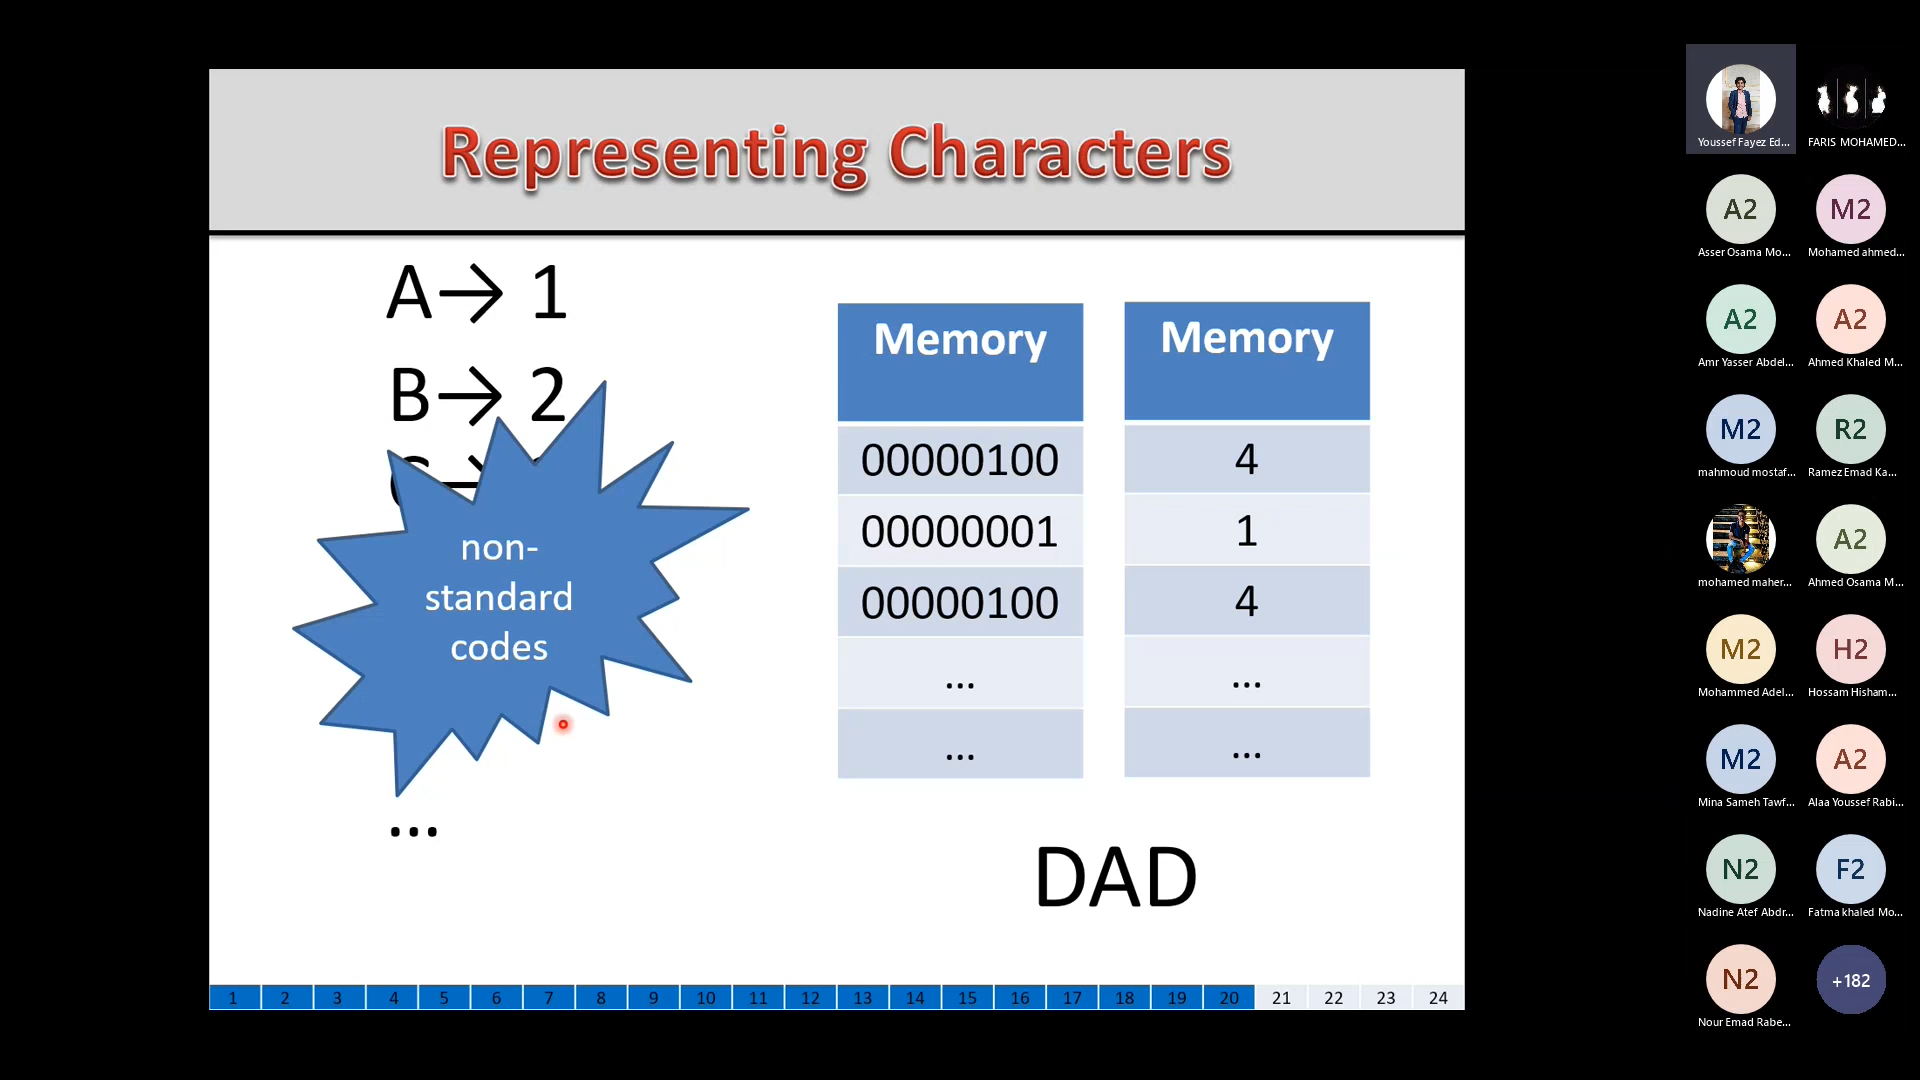 Representing Characters
A→ 1
B→ 2
non-
standard
codes
...
Memory
00000100
00000001
00000100
...
...
Memory
4
1
4
...
...
DAD
1 2 3 4 5 6 7 8 9 10 11 12 13 14 15 16 17 18 19 20 21 22 23 24
Youssef Fayez Ed...
FARIS MOHAMED...
A2
Asser Osama Mo...
M2
Mohamed ahmed...
A2
Amr Yasser Abdel...
A2
Ahmed Khaled M...
M2
mahmoud mostaf...
R2
Ramez Emad Ka...
mohamed maher...
A2
Ahmed Osama M...
M2
Mohammed Adel...
H2
Hossam Hisham...
M2
Mina Sameh Tawf...
A2
Alaa Youssef Rabi...
N2
Nadine Atef Abdr...
F2
Fatma khaled Mo...
N2
Nour Emad Rabe...
+182